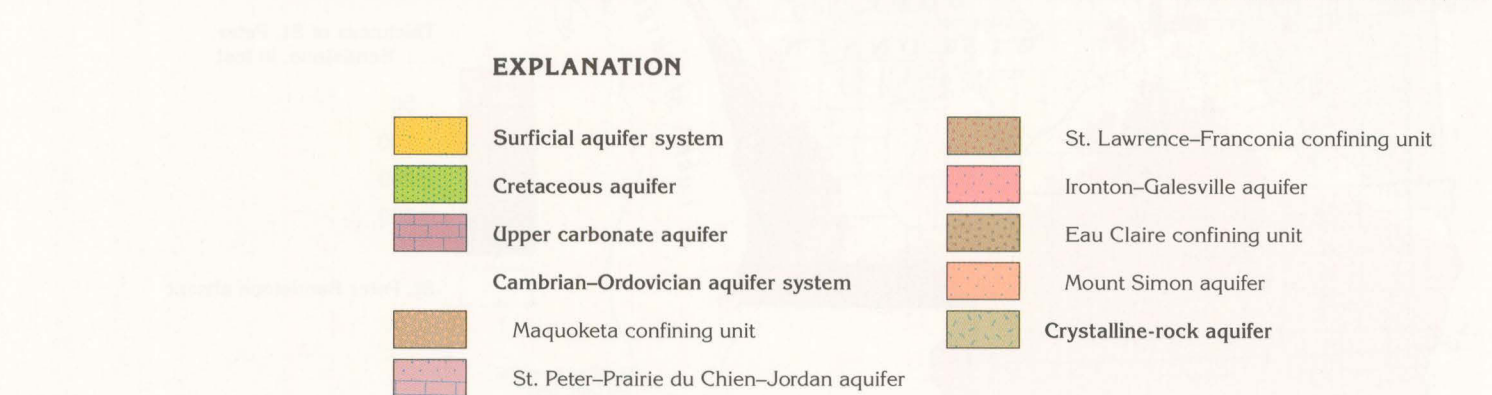 EXPLANATION
Surficial aquifer system
Cretaceous aquifer
Upper carbonate aquifer
Cambrian–Ordovician aquifer system
Maquoketa confining unit
St. Peter–Prairie du Chien–Jordan aquifer
St. Lawrence–Franconia confining unit
Ironton–Galesville aquifer
Eau Claire confining unit
Mount Simon aquifer
Crystalline-rock aquifer